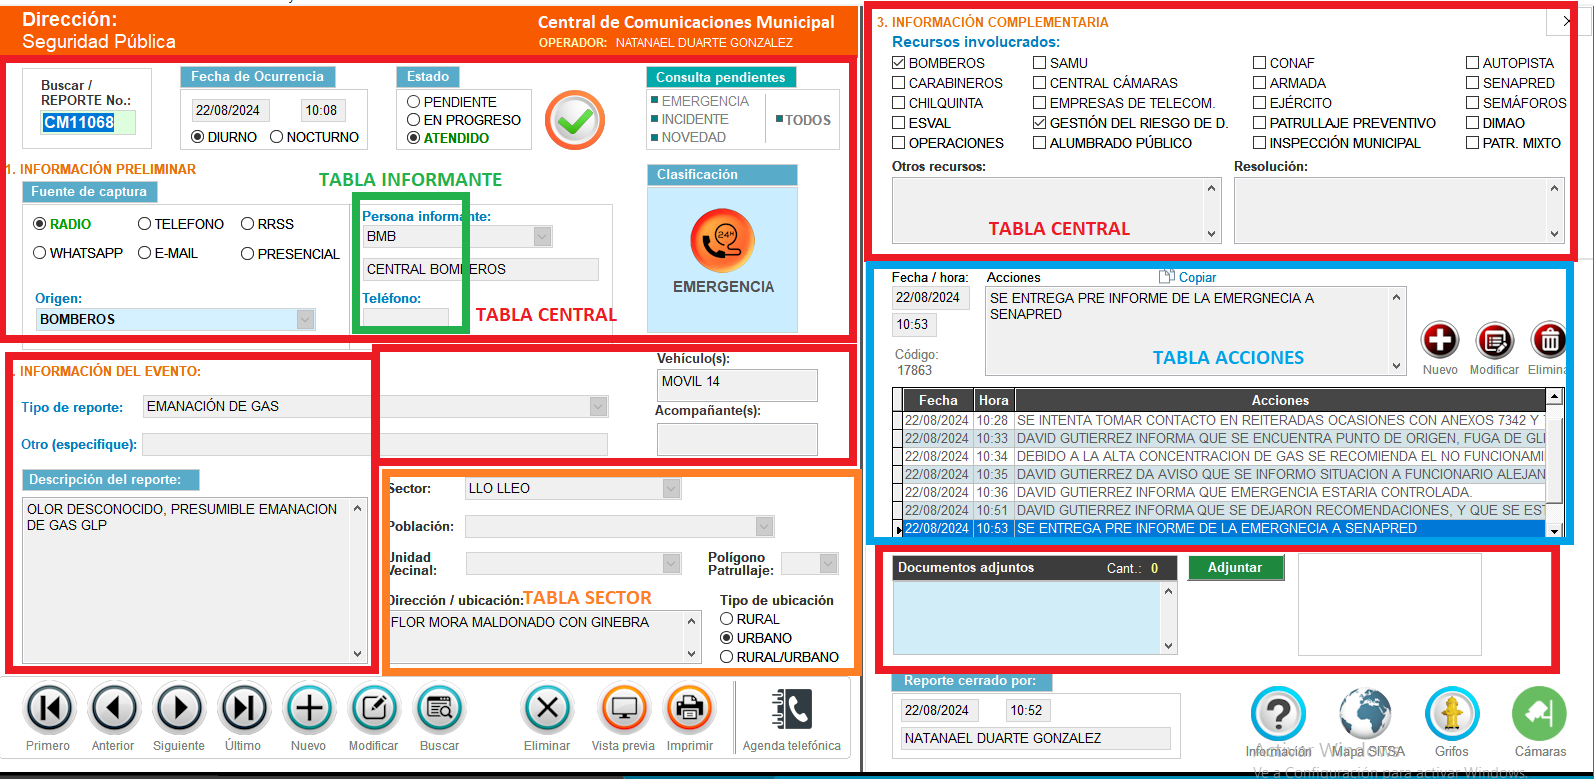 Dirección:
Seguridad Pública
Central de Comunicaciones Municipal
OPERADOR: NATANAEL DUARTE GONZALEZ
Buscar /
REPORTE No.:
CM11068
Fecha de Ocurrencia
22/08/2024 10:08
DIURNO NOCTURNO
Estado
PENDIENTE
EN PROGRESO
ATENDIDO
Consulta pendientes
EMERGENCIA
INCIDENTE
NOVEDAD
TODOS
1. INFORMACIÓN PRELIMINAR
Fuente de captura
RADIO TELEFONO RRSS
WHATSAPP E-MAIL PRESENCIAL
Origen:
BOMBEROS
TABLA INFORMANTE
Persona informante:
BMB
CENTRAL BOMBEROS
Teléfono:
TABLA CENTRAL
Clasificación
24H
EMERGENCIA
. INFORMACIÓN DEL EVENTO:
Tipo de reporte: EMANACIÓN DE GAS
Otro (especifique):
Vehículo(s):
MOVIL 14
Acompañante(s):
Descripción del reporte:
OLOR DESCONOCIDO, PRESUMIBLE EMANACION
DE GAS GLP
Sector: LLO LLEO
Población:
Unidad
Vecinal:
Polígono
Patrullaje:
Dirección / ubicación:
TABLA SECTOR
FLOR MORA MALDONADO CON GINEBRA
Tipo de ubicación
RURAL
URBANO
RURAL/URBANO
Primero Anterior Siguiente Último Nuevo Modificar Buscar Eliminar Vista previa Imprimir Agenda telefónica
3. INFORMACIÓN COMPLEMENTARIA
Recursos involucrados:
BOMBEROS SAMU CONAF AUTOPISTA
CARABINEROS CENTRAL CÁMARAS ARMADA SENAPRED
CHILQUINTA EMPRESAS DE TELECOM. EJÉRCITO SEMÁFOROS
ESVAL GESTIÓN DEL RIESGO DE D. PATRULLAJE PREVENTIVO DIMAO
OPERACIONES ALUMBRADO PÚBLICO INSPECCIÓN MUNICIPAL PATR. MIXTO
Otros recursos: Resolución:
TABLA CENTRAL
Fecha / hora: Acciones Copiar
22/08/2024
10:53
Código:
17863
SE ENTREGA PRE INFORME DE LA EMERGNECIA A
SENAPRED
TABLA ACCIONES
Nuevo Modificar Elimina
Fecha Hora Acciones
22/08/2024 10:28 SE INTENTA TOMAR CONTACTO EN REITERADAS OCASIONES CON ANEXOS 7342 Y
22/08/2024 10:33 DAVID GUTIERREZ INFORMA QUE SE ENCUENTRA PUNTO DE ORIGEN, FUGA DE GL
22/08/2024 10:34 DEBIDO A LA ALTA CONCENTRACION DE GAS SE RECOMIENDA EL NO FUNCIONAMI
22/08/2024 10:35 DAVID GUTIERREZ DA AVISO QUE SE INFORMO SITUACION A FUNCIONARIO ALEJAN
22/08/2024 10:36 DAVID GUTIERREZ INFORMA QUE EMERGENCIA ESTARIA CONTROLADA.
22/08/2024 10:51 DAVID GUTIERREZ INFORMA QUE SE DEJARON RECOMENDACIONES, Y QUE SE EST
22/08/2024 10:53 SE ENTREGA PRE INFORME DE LA EMERGNECIA A SENAPRED
Documentos adjuntos Cant.: 0
Adjuntar
Reporte cerrado por:
22/08/2024 10:52
NATANAEL DUARTE GONZALEZ
Información Mapa SITSA Grifos Cámaras
Activar Windows
Ve a Configuración para activar Windows.